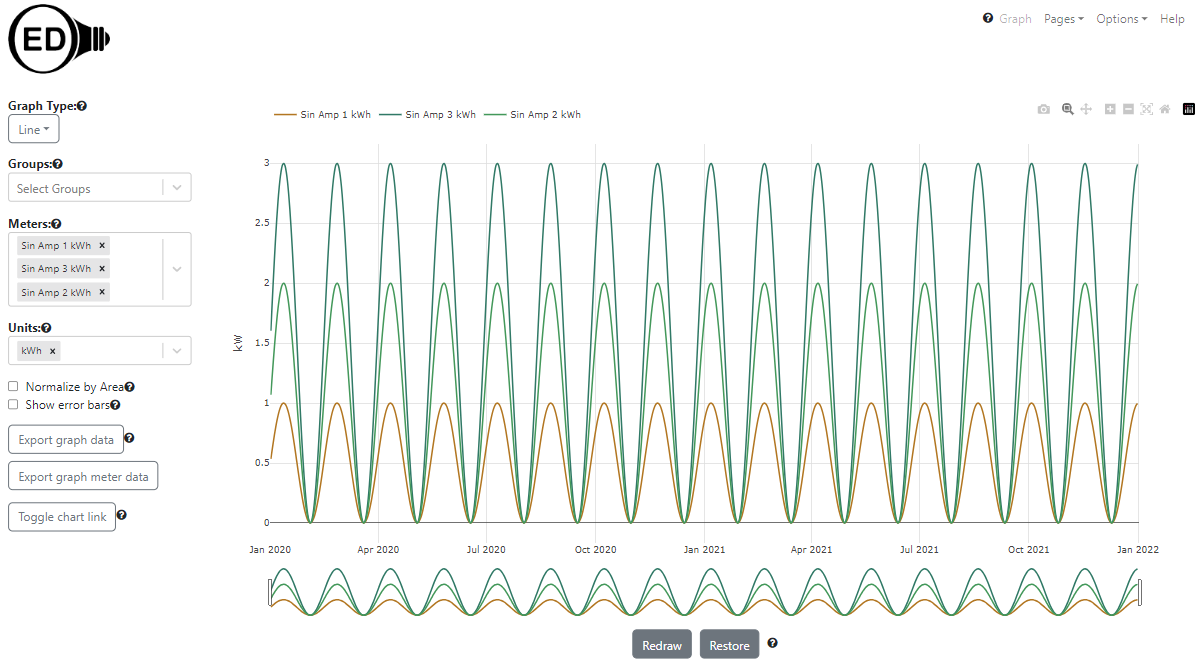 ED
Graph Pages Options Help
Graph Type:
Line
Groups:
Select Groups
Meters:
Sin Amp 1 kWh ×
Sin Amp 3 kWh ×
Sin Amp 2 kWh ×
Units:
kWh ×
Normalize by Area
Show error bars
Export graph data
Export graph meter data
Toggle chart link
Sin Amp 1 kWh Sin Amp 3 kWh Sin Amp 2 kWh
3
2.5
2
1.5
1
0.5
0
kW
Jan 2020 Apr 2020 Jul 2020 Oct 2020 Jan 2021 Apr 2021 Jul 2021 Oct 2021 Jan 2022
Redraw Restore